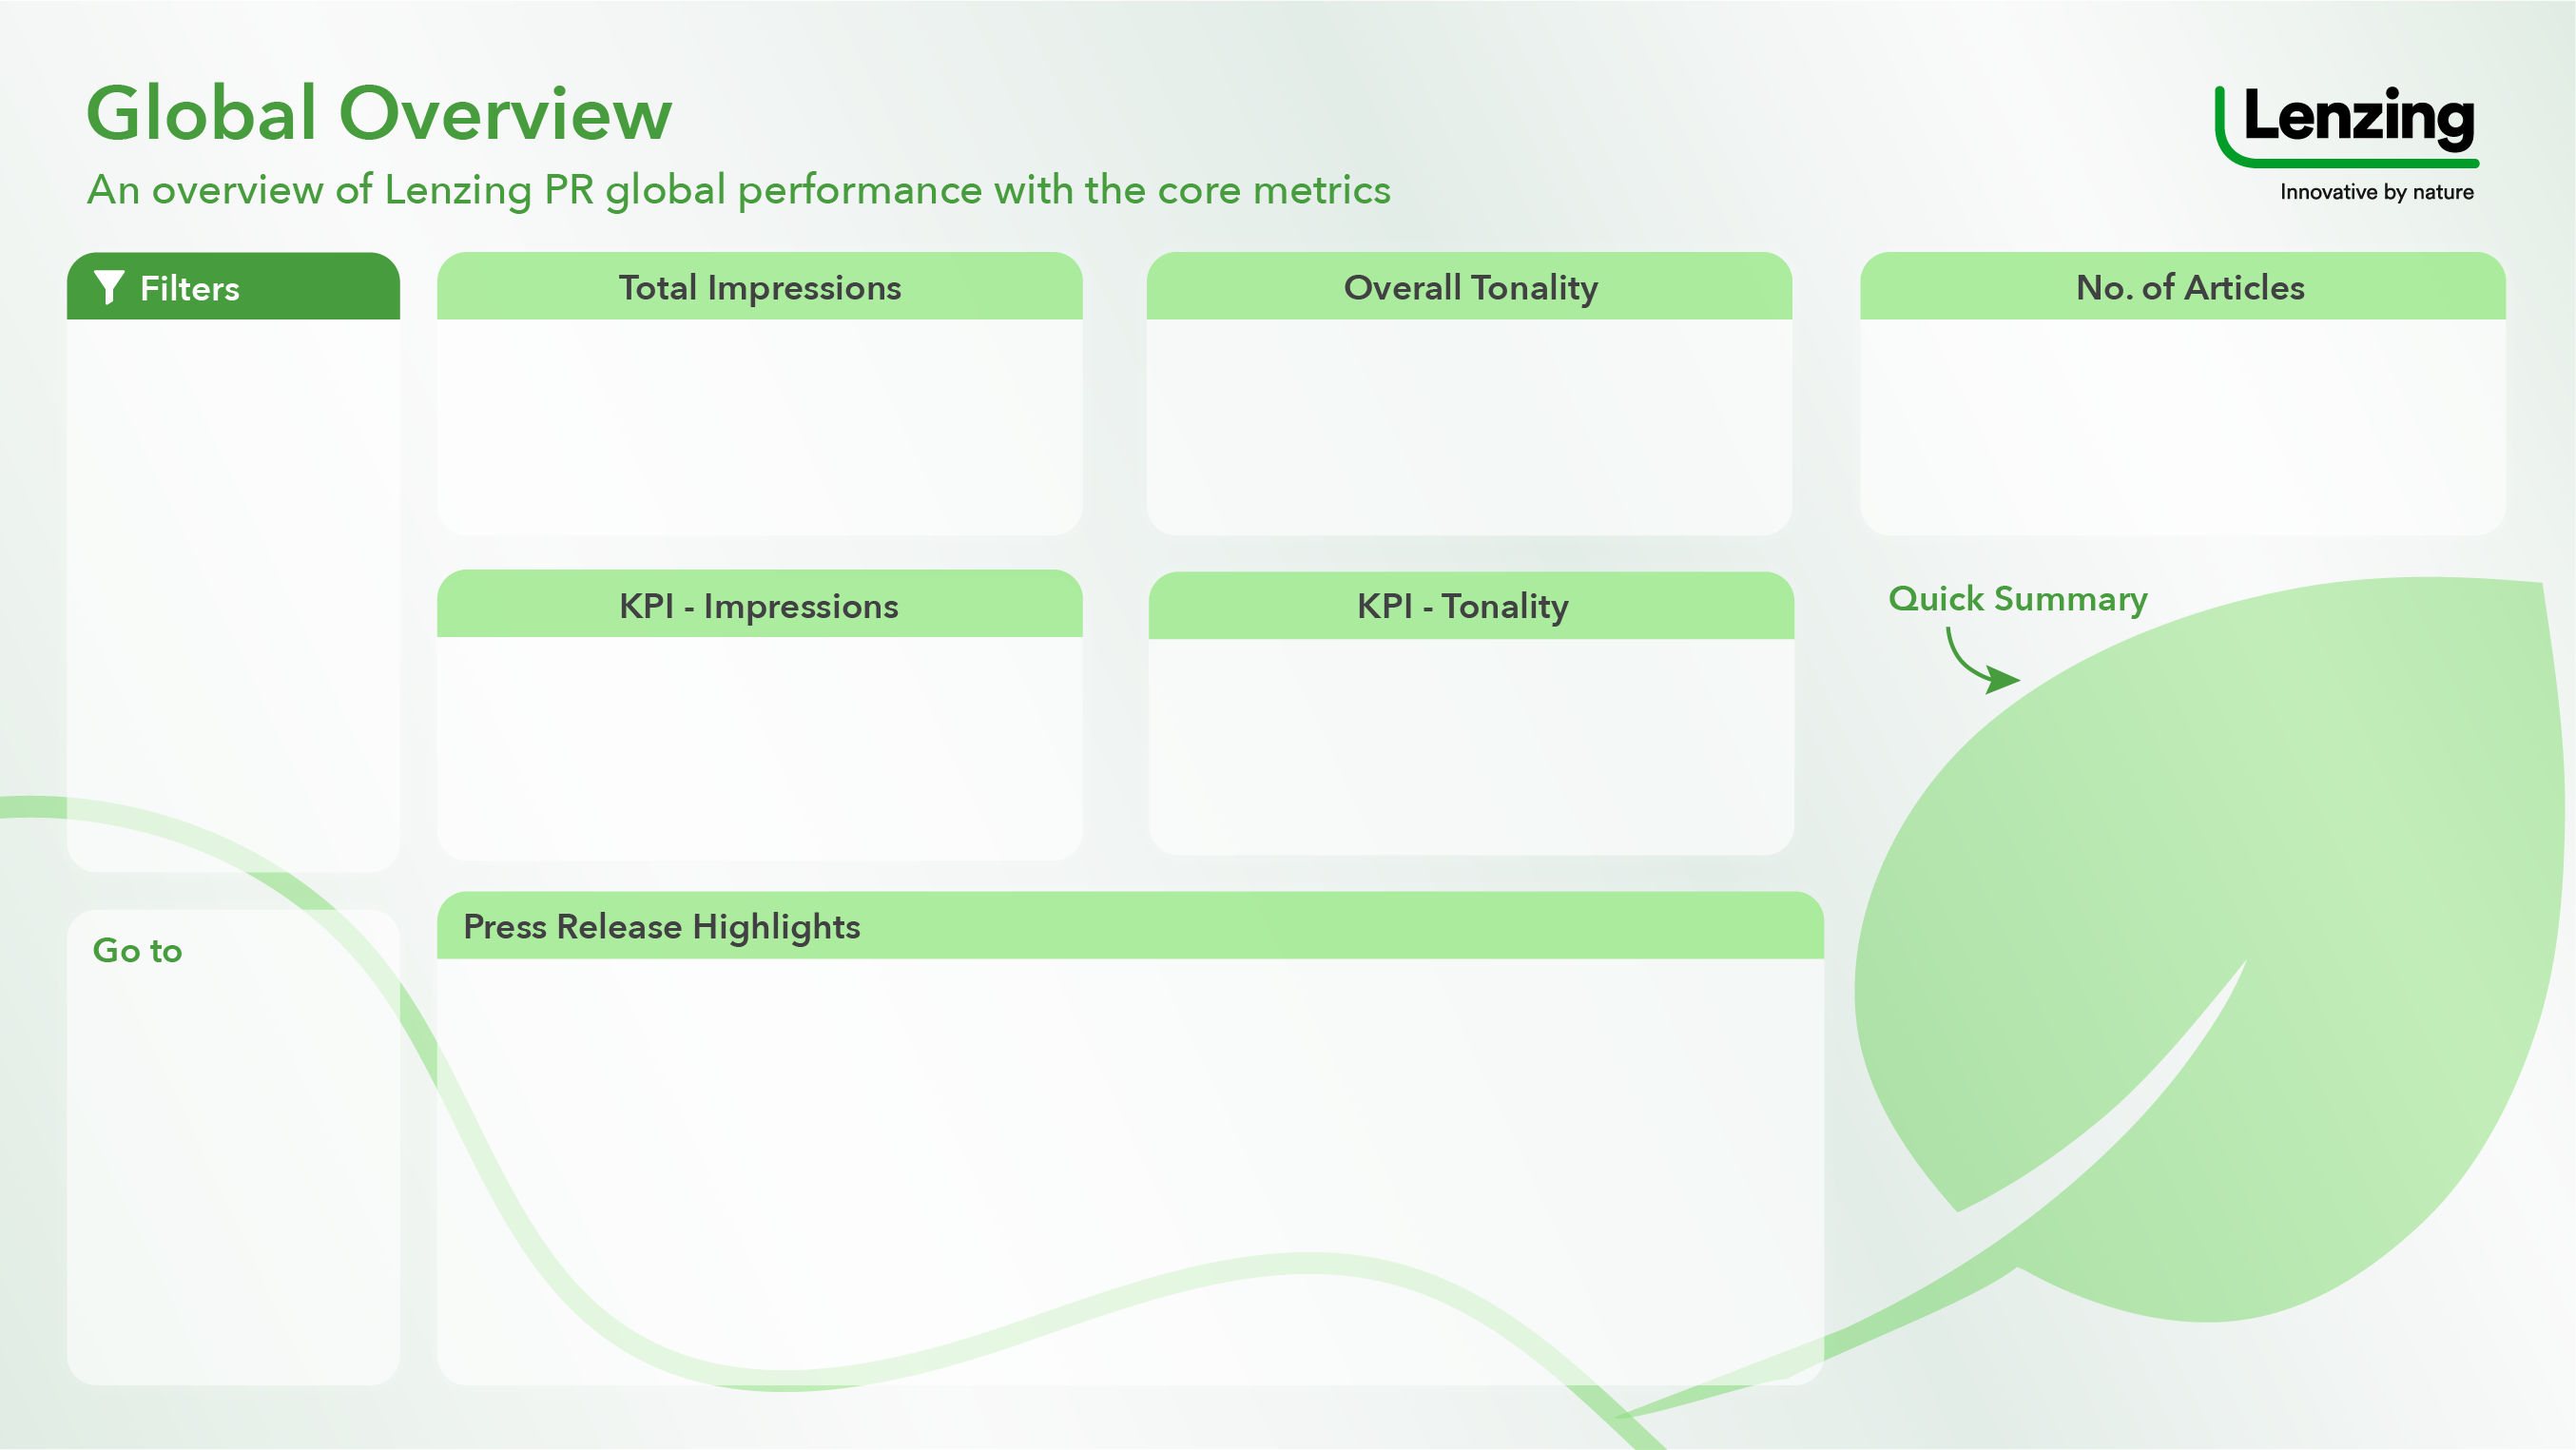 Global Overview
An overview of Lenzing PR global performance with the core metrics
Lenzing
Innovative by nature
Filters
Total Impressions
Overall Tonality
No. of Articles
KPI - Impressions
KPI - Tonality
Quick Summary
Go to
Press Release Highlights